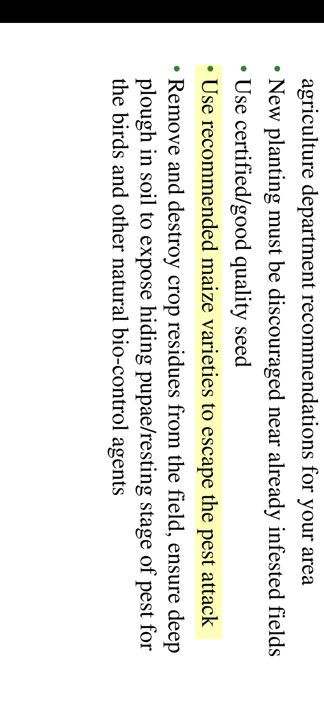 agriculture department recommendations for your area
• New planting must be discouraged near already infested fields
• Use certified/good quality seed
• Use recommended maize varieties to escape the pest attack
• Remove and destroy crop residues from the field, ensure deep
plough in soil to expose hiding pupae/resting stage of pest for
the birds and other natural bio-control agents